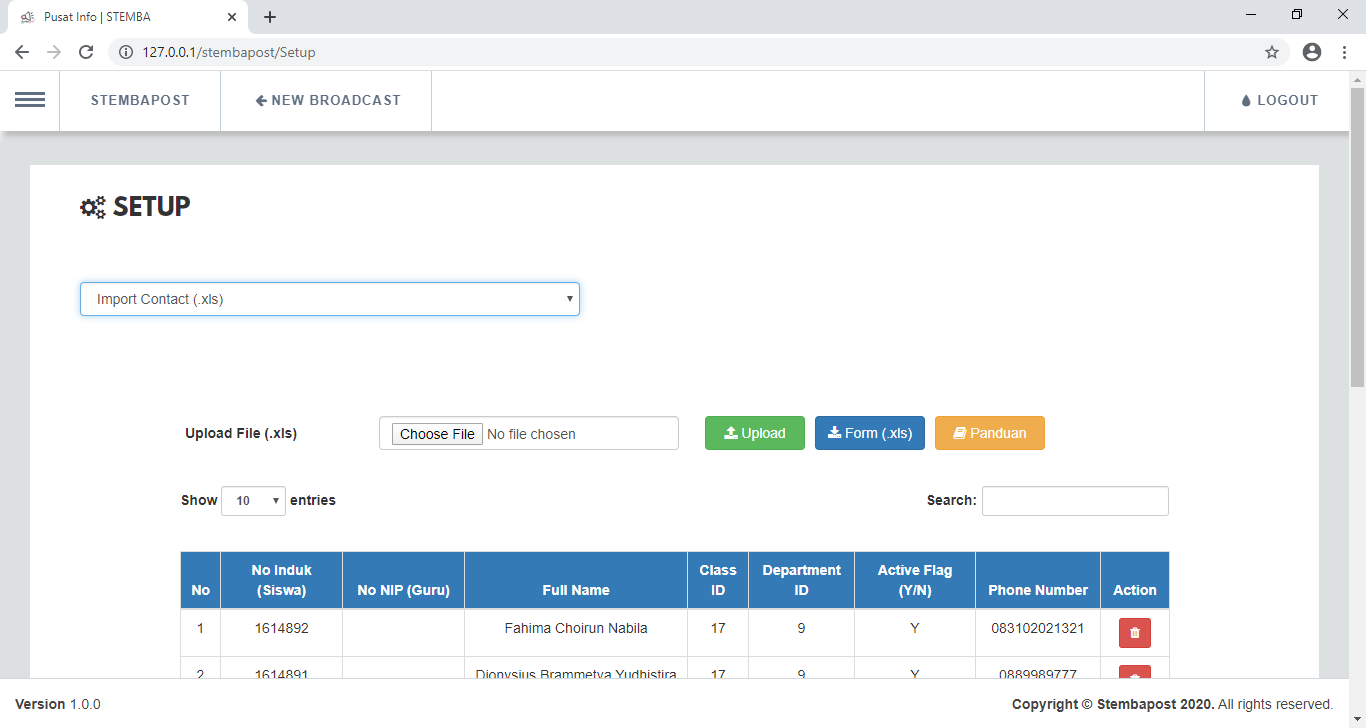 Pusat Info | STEMBA
127.0.0.1/stembapost/Setup
STEMBAPOST
NEW BROADCAST
LOGOUT
SETUP
Import Contact (.xls)
Upload File (.xls)
Choose File No file chosen
Upload
Form (.xls)
Panduan
Show 10 entries
Search:
No
No Induk
(Siswa)
No NIP (Guru)
Full Name
Class
ID
Department
ID
Active Flag
(Y/N)
Phone Number
Action
1 1614892 Fahima Choirun Nabila 17 9 Y 083102021321
2 1614891 Dionysius Brammetya Yudhistira 17 9 Y 0889989777
Version 1.0.0
Copyright © Stembapost 2020. All rights reserved.